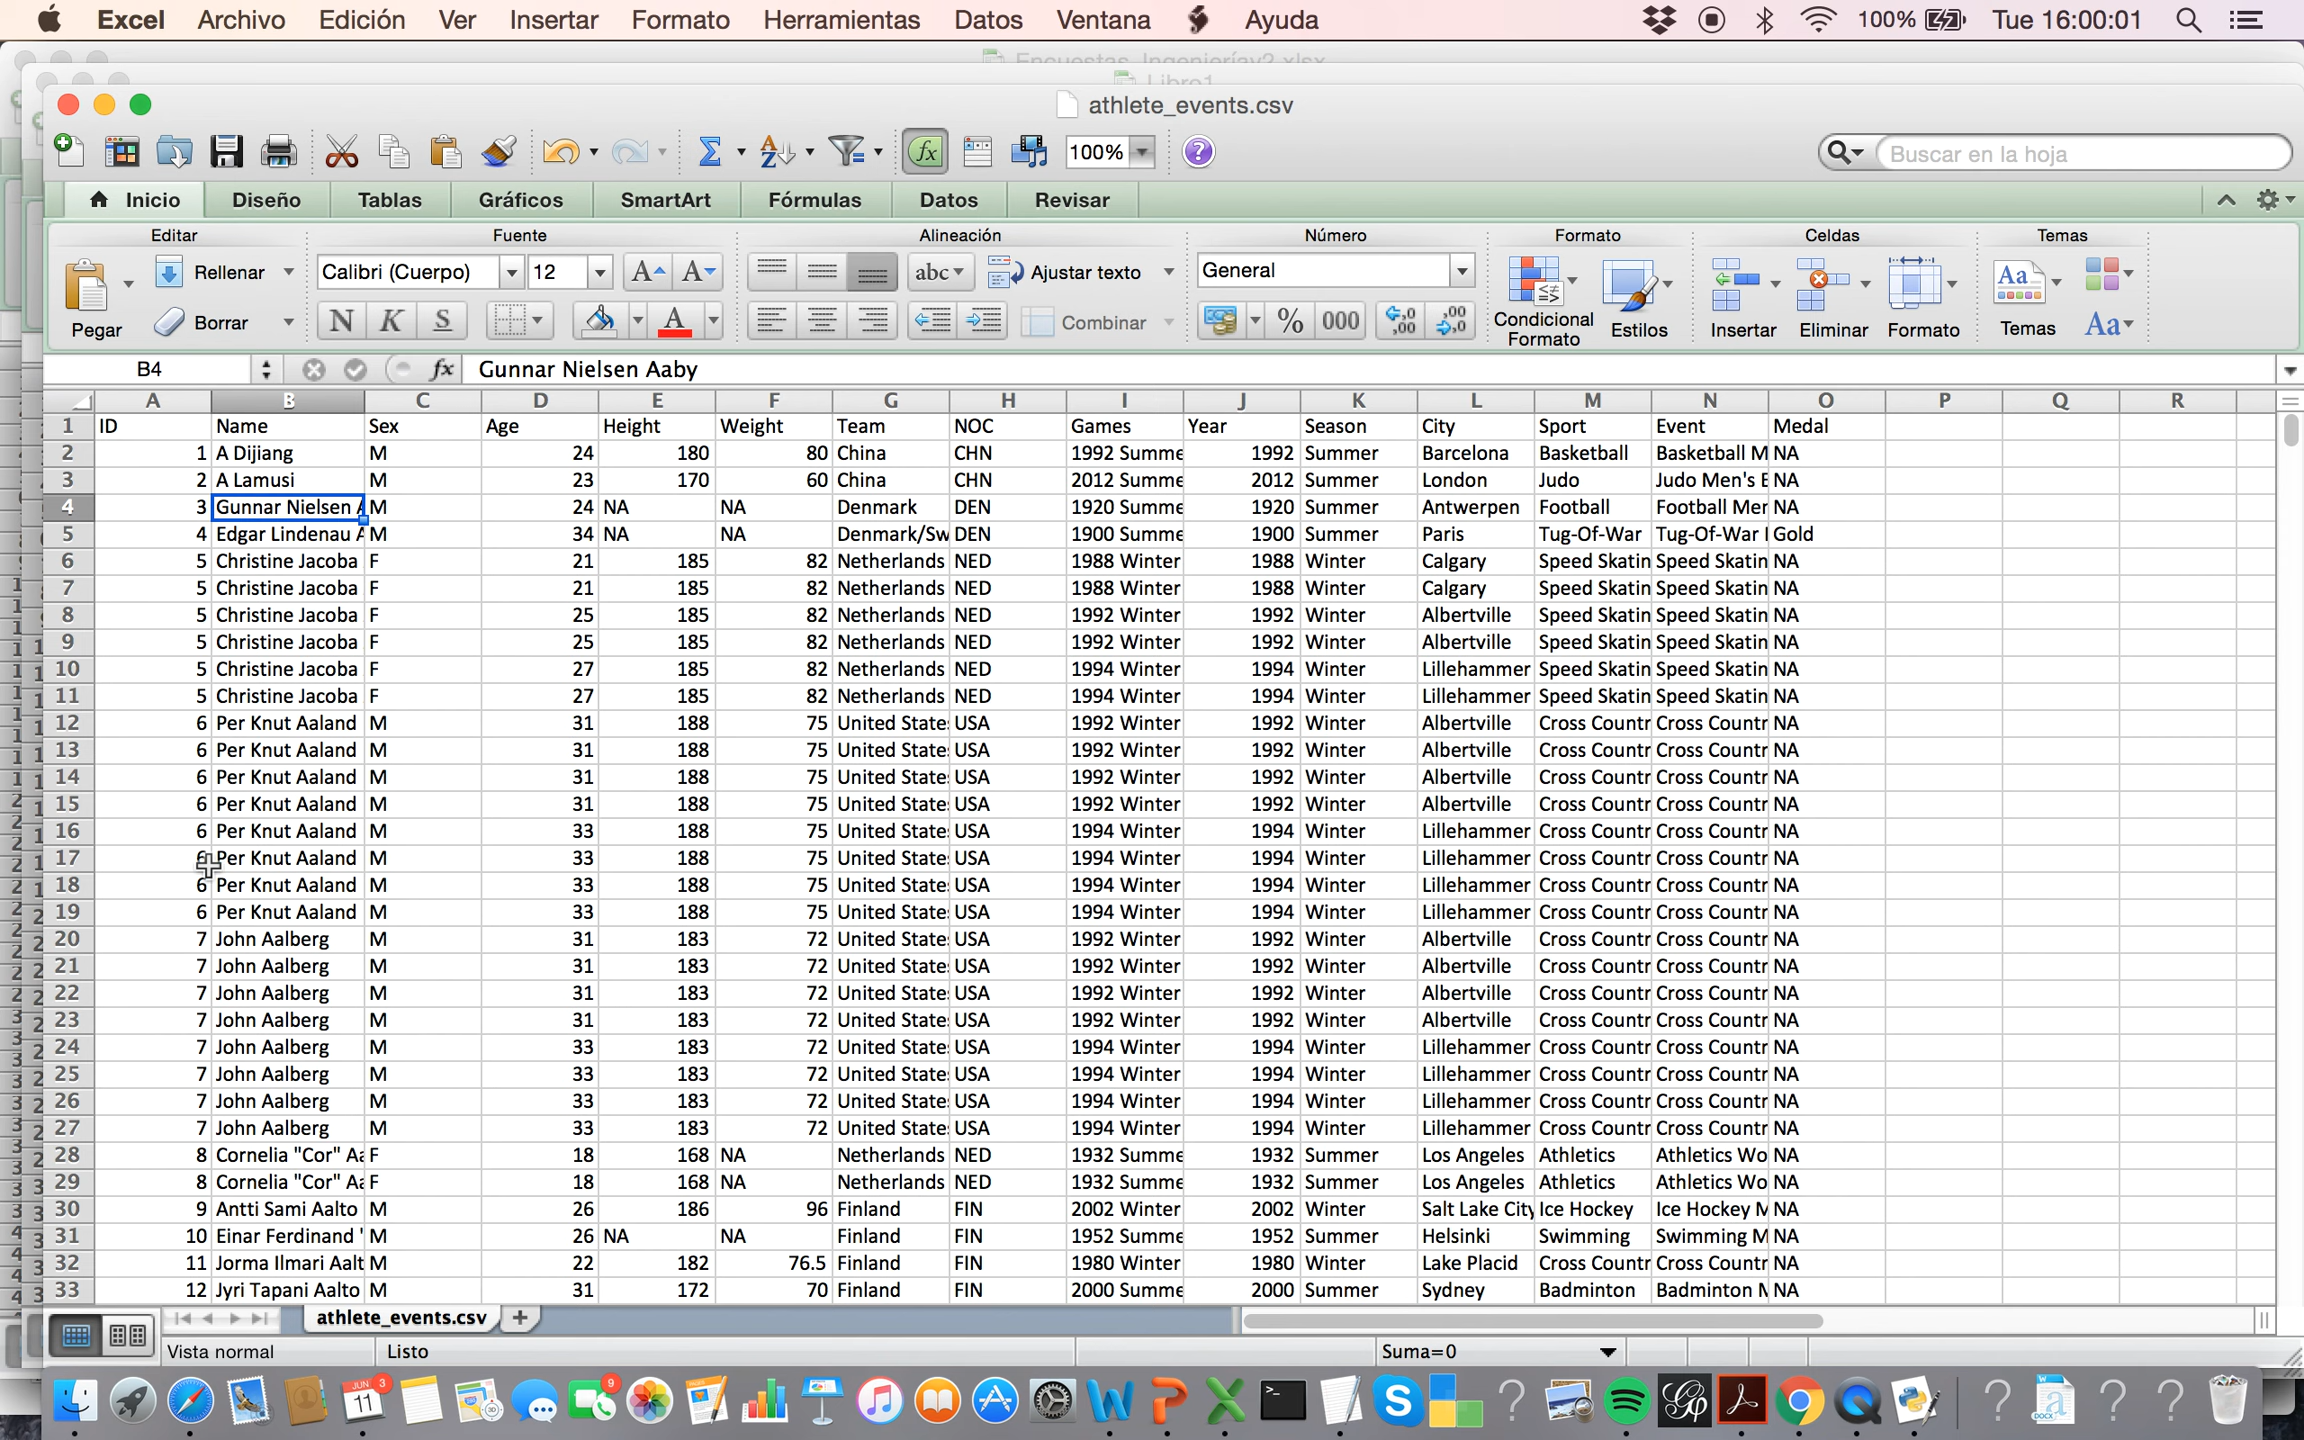 Excel Archivo Edición Ver Insertar Formato Herramientas Datos Ventana Ayuda 100% Tue 16:00:01
Encuestas_Ingenieríav2.xlsx
Libro1
athlete_events.csv
100% Buscar en la hoja
Inicio Diseño Tablas Gráficos SmartArt Fórmulas Datos Revisar
Editar Fuente Alineación Número Formato Celdas Temas
Rellenar Calibri (Cuerpo) 12 A A abc Ajustar texto General Aa
Pegar Borrar N K S A Combinar % 000 ,0 ,00 ,00 ,0 Condicional Formato Estilos Insertar Eliminar Formato Temas Aa
B4 fx Gunnar Nielsen Aaby
A B C D E F G H I J K L M N O P Q R
1 ID Name Sex Age Height Weight Team NOC Games Year Season City Sport Event Medal
2 1 A Dijiang M 24 180 80 China CHN 1992 Summe 1992 Summer Barcelona Basketball Basketball M NA
3 2 A Lamusi M 23 170 60 China CHN 2012 Summe 2012 Summer London Judo Judo Men's E NA
4 3 Gunnar Nielsen A M 24 NA NA Denmark DEN 1920 Summe 1920 Summer Antwerpen Football Football Mer NA
5 4 Edgar Lindenau A M 34 NA NA Denmark/Sw DEN 1900 Summe 1900 Summer Paris Tug-Of-War Tug-Of-War Gold
6 5 Christine Jacoba F 21 185 82 Netherlands NED 1988 Winter 1988 Winter Calgary Speed Skatin Speed Skatin NA
7 5 Christine Jacoba F 21 185 82 Netherlands NED 1988 Winter 1988 Winter Calgary Speed Skatin Speed Skatin NA
8 5 Christine Jacoba F 25 185 82 Netherlands NED 1992 Winter 1992 Winter Albertville Speed Skatin Speed Skatin NA
9 5 Christine Jacoba F 25 185 82 Netherlands NED 1992 Winter 1992 Winter Albertville Speed Skatin Speed Skatin NA
10 5 Christine Jacoba F 27 185 82 Netherlands NED 1994 Winter 1994 Winter Lillehammer Speed Skatin Speed Skatin NA
11 5 Christine Jacoba F 27 185 82 Netherlands NED 1994 Winter 1994 Winter Lillehammer Speed Skatin Speed Skatin NA
12 6 Per Knut Aaland M 31 188 75 United State USA 1992 Winter 1992 Winter Albertville Cross Countr Cross Countr NA
13 6 Per Knut Aaland M 31 188 75 United State USA 1992 Winter 1992 Winter Albertville Cross Countr Cross Countr NA
14 6 Per Knut Aaland M 31 188 75 United State USA 1992 Winter 1992 Winter Albertville Cross Countr Cross Countr NA
15 6 Per Knut Aaland M 31 188 75 United State USA 1992 Winter 1992 Winter Albertville Cross Countr Cross Countr NA
16 6 Per Knut Aaland M 33 188 75 United State USA 1994 Winter 1994 Winter Lillehammer Cross Countr Cross Countr NA
17 6 Per Knut Aaland M 33 188 75 United State USA 1994 Winter 1994 Winter Lillehammer Cross Countr Cross Countr NA
18 6 Per Knut Aaland M 33 188 75 United State USA 1994 Winter 1994 Winter Lillehammer Cross Countr Cross Countr NA
19 6 Per Knut Aaland M 33 188 75 United State USA 1994 Winter 1994 Winter Lillehammer Cross Countr Cross Countr NA
20 7 John Aalberg M 31 183 72 United State USA 1992 Winter 1992 Winter Albertville Cross Countr Cross Countr NA
21 7 John Aalberg M 31 183 72 United State USA 1992 Winter 1992 Winter Albertville Cross Countr Cross Countr NA
22 7 John Aalberg M 31 183 72 United State USA 1992 Winter 1992 Winter Albertville Cross Countr Cross Countr NA
23 7 John Aalberg M 31 183 72 United State USA 1992 Winter 1992 Winter Albertville Cross Countr Cross Countr NA
24 7 John Aalberg M 33 183 72 United State USA 1994 Winter 1994 Winter Lillehammer Cross Countr Cross Countr NA
25 7 John Aalberg M 33 183 72 United State USA 1994 Winter 1994 Winter Lillehammer Cross Countr Cross Countr NA
26 7 John Aalberg M 33 183 72 United State USA 1994 Winter 1994 Winter Lillehammer Cross Countr Cross Countr NA
27 7 John Aalberg M 33 183 72 United State USA 1994 Winter 1994 Winter Lillehammer Cross Countr Cross Countr NA
28 8 Cornelia "Cor" Aa F 18 168 NA Netherlands NED 1932 Summe 1932 Summer Los Angeles Athletics Athletics Wo NA
29 8 Cornelia "Cor" Aa F 18 168 NA Netherlands NED 1932 Summe 1932 Summer Los Angeles Athletics Athletics Wo NA
30 9 Antti Sami Aalto M 26 186 96 Finland FIN 2002 Winter 2002 Winter Salt Lake City Ice Hockey Ice Hockey M NA
31 10 Einar Ferdinand ' M 26 NA NA Finland FIN 1952 Summe 1952 Summer Helsinki Swimming Swimming M NA
32 11 Jorma Ilmari Aalt M 22 182 76.5 Finland FIN 1980 Winter 1980 Winter Lake Placid Cross Countr Cross Countr NA
33 12 Jyri Tapani Aalto M 31 172 70 Finland FIN 2000 Summe 2000 Summer Sydney Badminton Badminton M NA
athlete_events.csv
Vista normal Listo Suma=0
JUN 11 3 9 DOCX